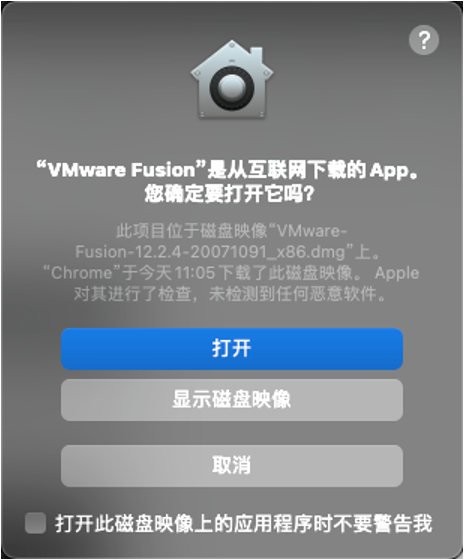 ?
“VMware Fusion”是从互联网下载的 App。
您确定要打开它吗？
此项目位于磁盘映像“VMware-
Fusion-12.2.4-20071091_x86.dmg”上。
“Chrome”于今天 11:05 下载了此磁盘映像。 Apple
对其进行了检查，未检测到任何恶意软件。
打开
显示磁盘映像
取消
打开此磁盘映像上的应用程序时不要警告我